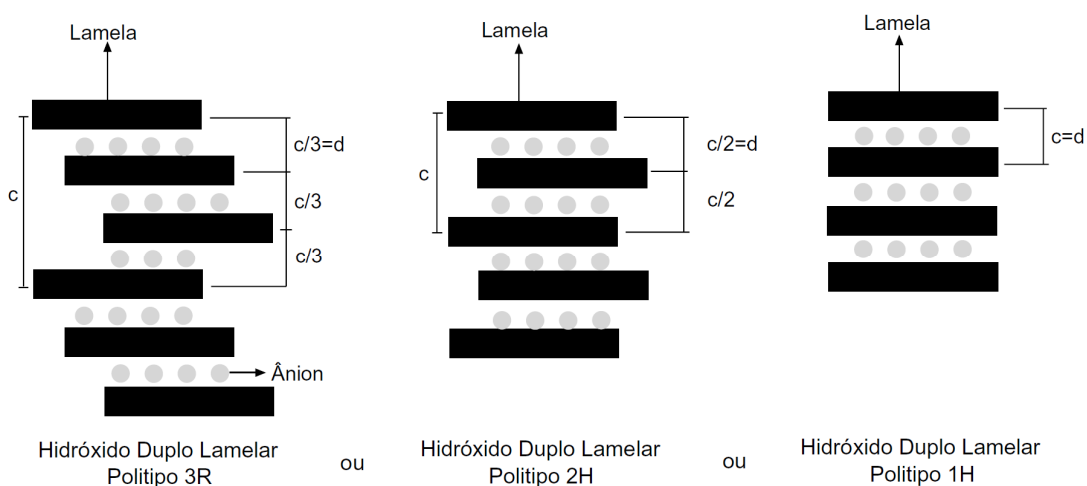 Lamela
c
c/3=d
c/3
c/3
Ânion
Hidróxido Duplo Lamelar
Politipo 3R
ou
Lamela
c
c/2=d
c/2
Hidróxido Duplo Lamelar
Politipo 2H
ou
Lamela
c=d
Hidróxido Duplo Lamelar
Politipo 1H